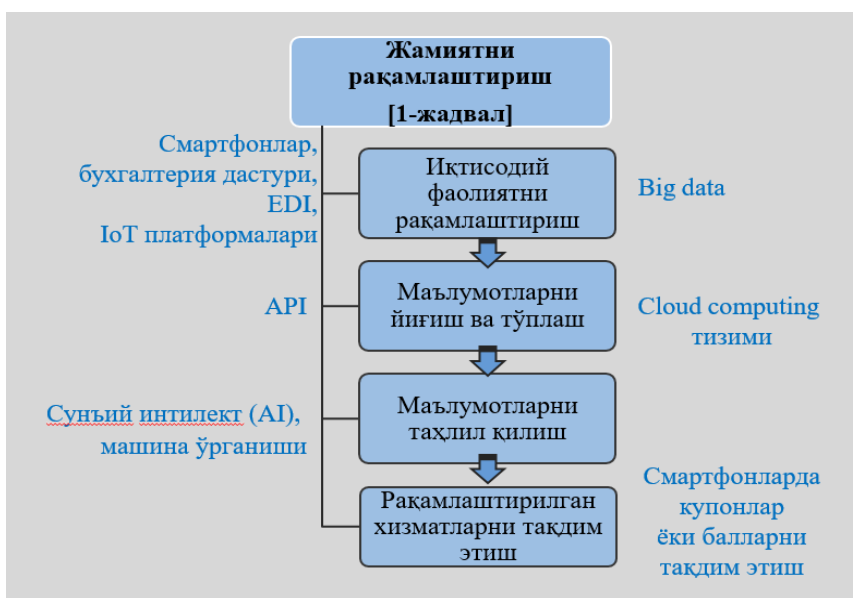 Жамиятни
рақамлаштириш
[1-жадвал]
Смартфонлар,
бухгалтерия дастури,
EDI,
IoT платформалари
Иқтисодий
фаолиятни
рақамлаштириш
Big data
API
Маълумотларни
йиғиш ва тўплаш
Cloud computing
тизими
Сунъий интилект (AI),
машина ўрганиши
Маълумотларни
таҳлил қилиш
Рақамлаштирилган
хизматларни тақдим
этиш
Смартфонларда
купонлар
ёки балларни
тақдим этиш